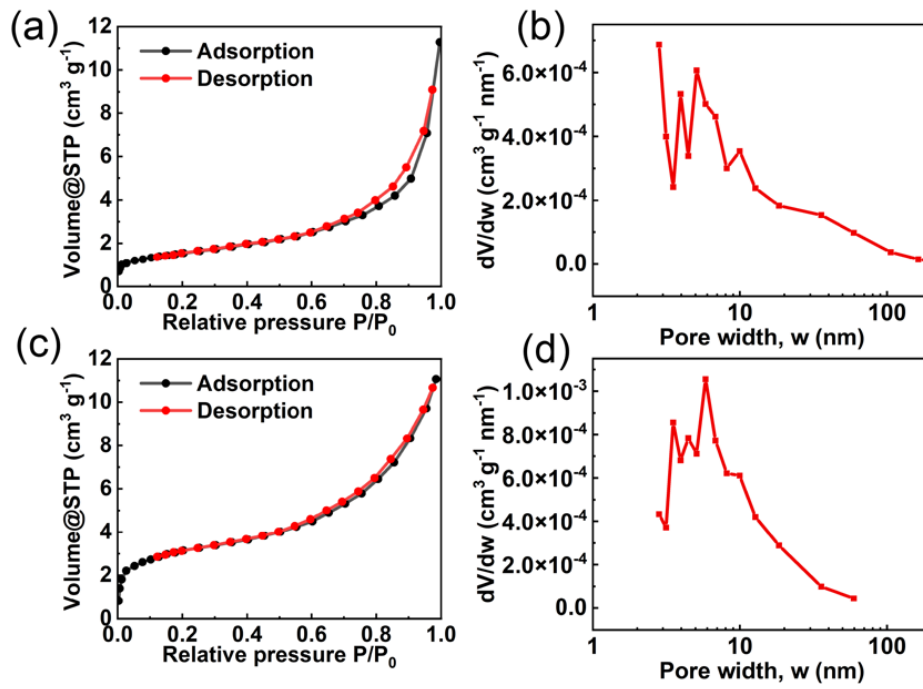 (a)
12
10
8
6
4
2
0
Adsorption
Desorption
Volume@STP (cm³ g⁻¹)
0.0 0.2 0.4 0.6 0.8 1.0
Relative pressure P/P₀
(b)
6.0×10⁻⁴
4.0×10⁻⁴
2.0×10⁻⁴
0.0
dV/dw (cm³ g⁻¹ nm⁻¹)
1 10 100
Pore width, w (nm)
(c)
12
10
8
6
4
2
0
Adsorption
Desorption
Volume@STP (cm³ g⁻¹)
0.0 0.2 0.4 0.6 0.8 1.0
Relative pressure P/P₀
(d)
1.0×10⁻³
8.0×10⁻⁴
6.0×10⁻⁴
4.0×10⁻⁴
2.0×10⁻⁴
0.0
dV/dw (cm³ g⁻¹ nm⁻¹)
1 10 100
Pore width, w (nm)